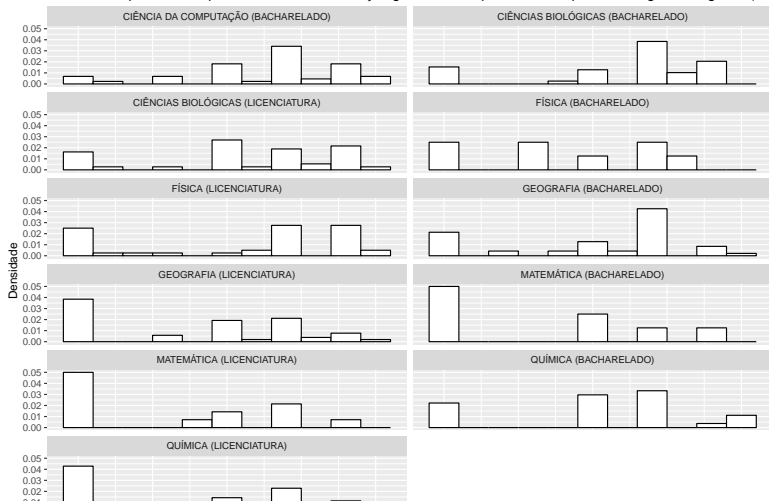 CIÊNCIA DA COMPUTAÇÃO (BACHARELADO)
CIÊNCIAS BIOLÓGICAS (BACHARELADO)
0.05
0.04
0.03
0.02
0.01
0.00
CIÊNCIAS BIOLÓGICAS (LICENCIATURA)
FÍSICA (BACHARELADO)
0.05
0.04
0.03
0.02
0.01
0.00
FÍSICA (LICENCIATURA)
GEOGRAFIA (BACHARELADO)
0.05
0.04
0.03
0.02
0.01
0.00
Densidade
GEOGRAFIA (LICENCIATURA)
MATEMÁTICA (BACHARELADO)
0.05
0.04
0.03
0.02
0.01
0.00
MATEMÁTICA (LICENCIATURA)
QUÍMICA (BACHARELADO)
0.05
0.04
0.03
0.02
0.01
0.00
QUÍMICA (LICENCIATURA)
0.05
0.04
0.03
0.02
0.01